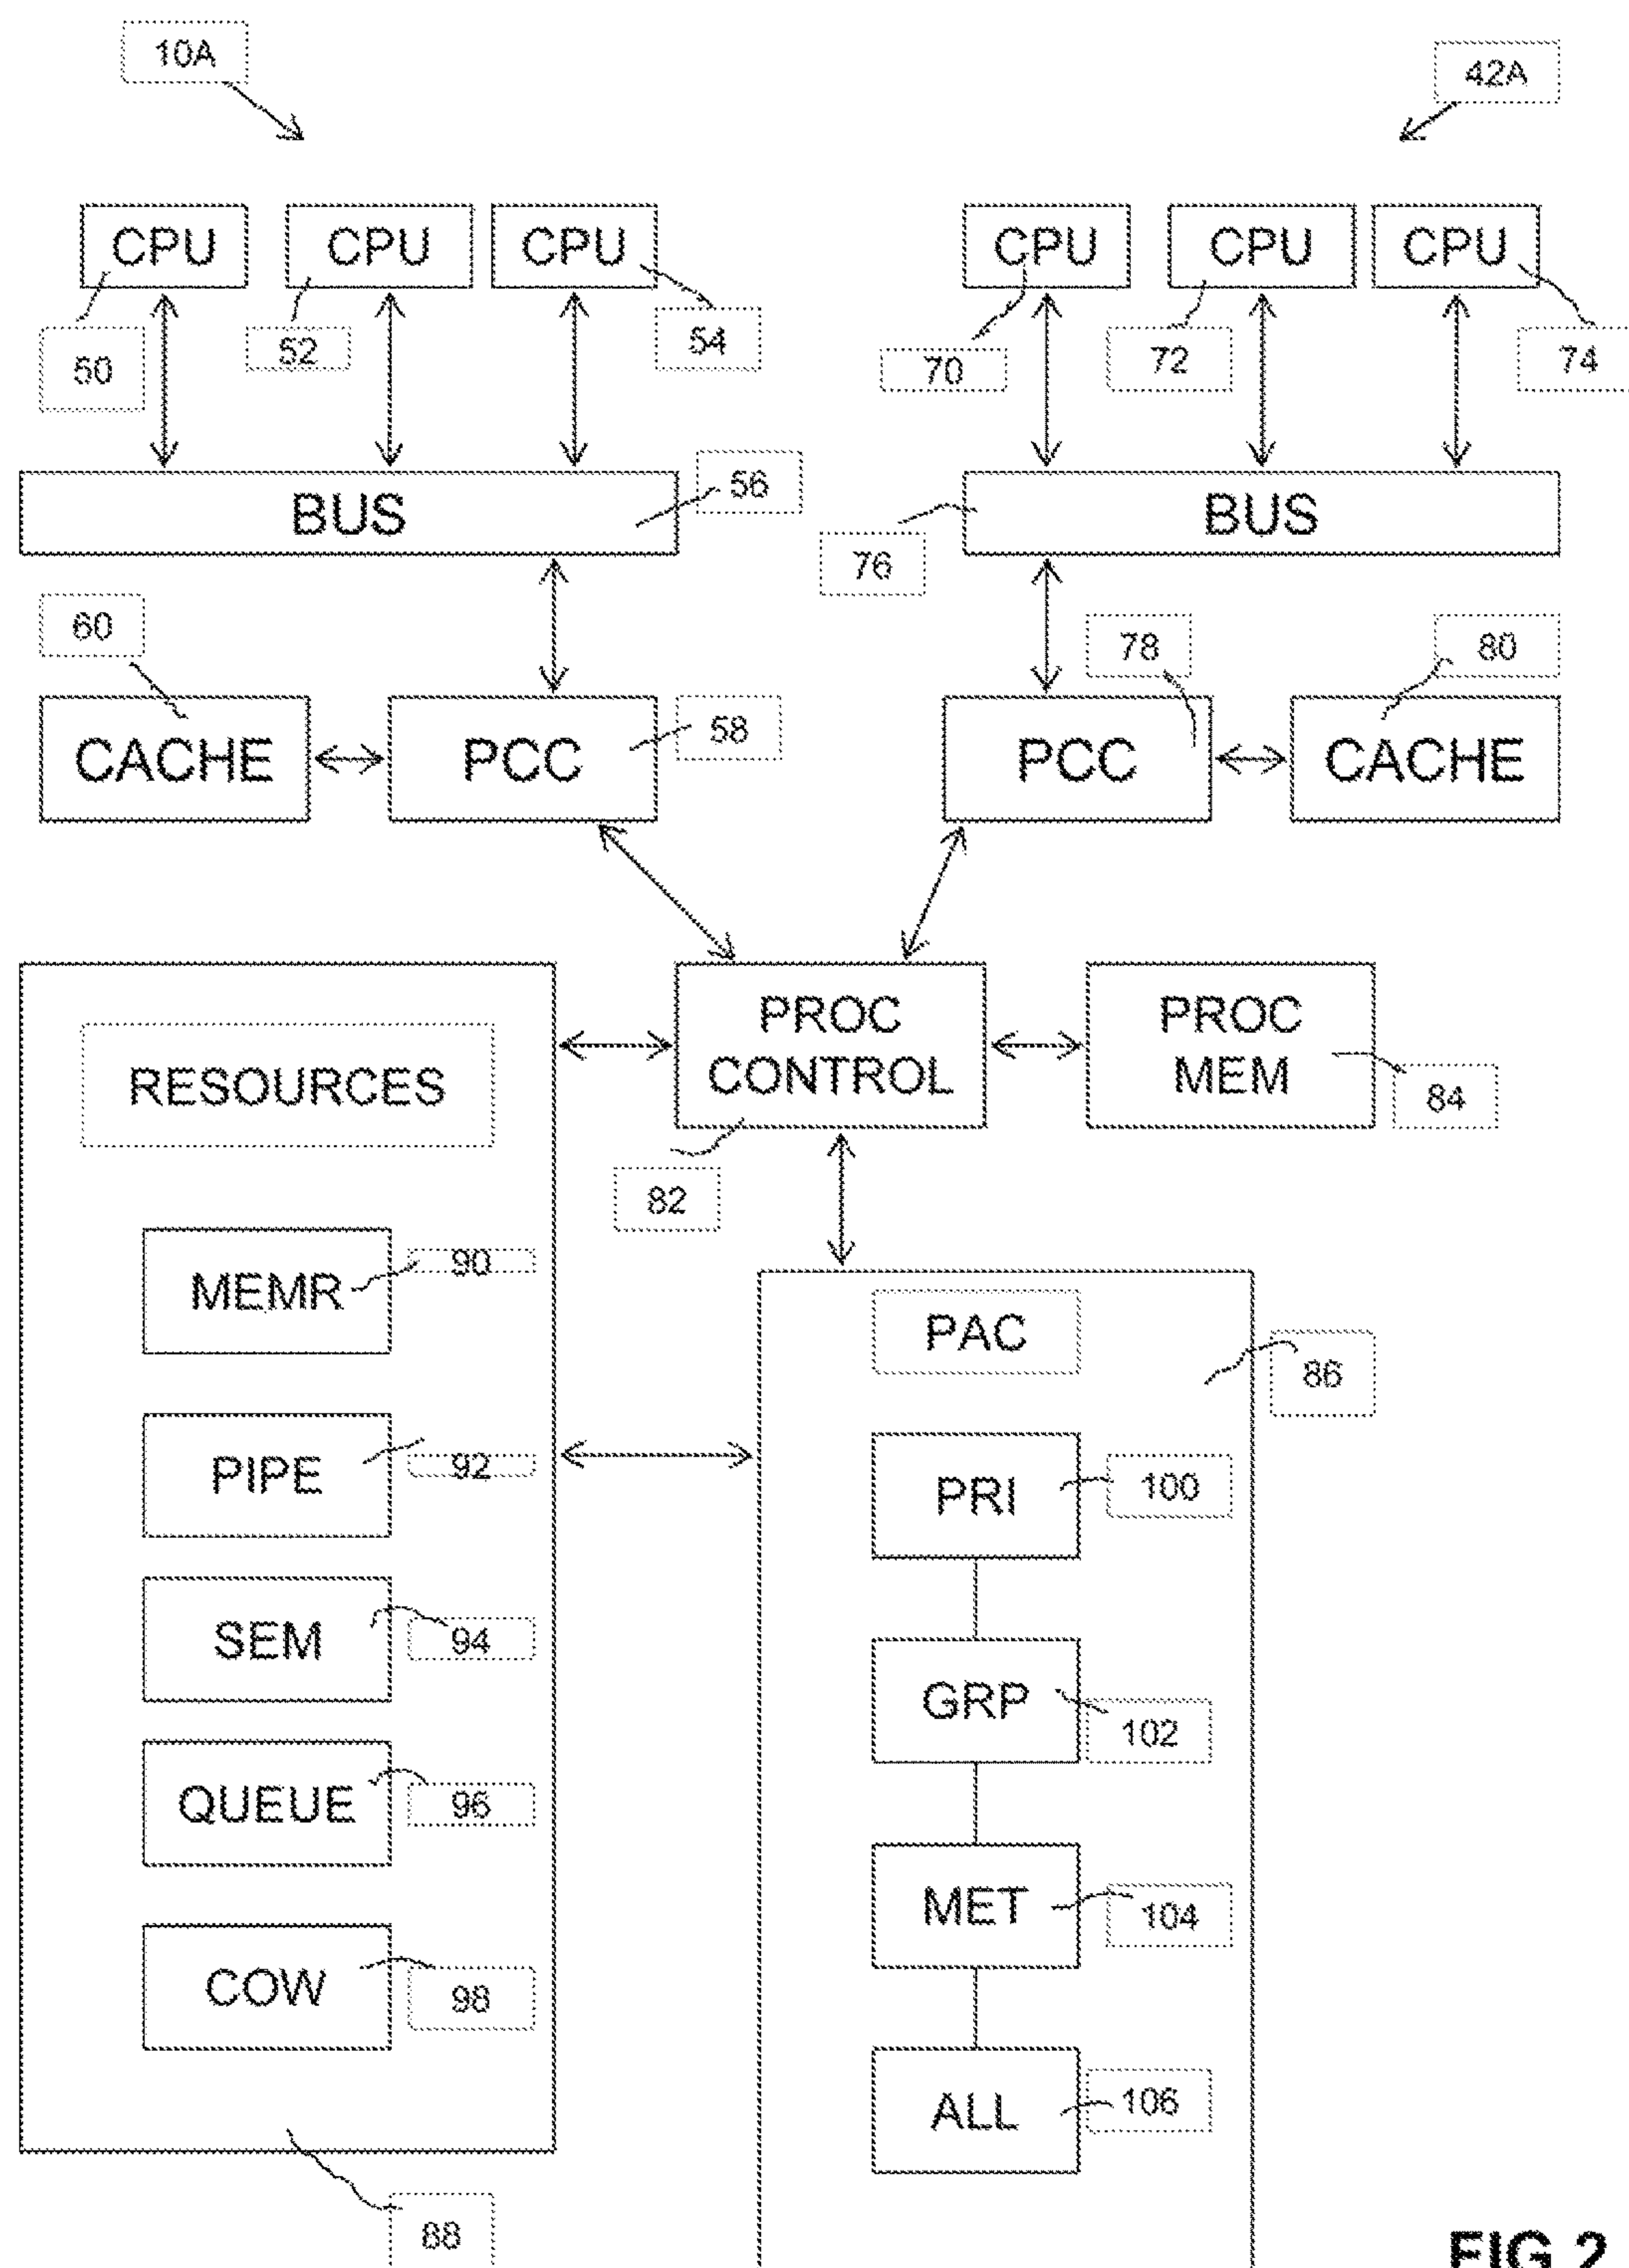 10A
42A
CPU
CPU
CPU
CPU
CPU
CPU
50
52
54
70
72
74
BUS
56
76
BUS
60
78
80
CACHE
PCC
58
PCC
CACHE
RESOURCES
PROC
CONTROL
PROC
MEM
84
82
MEMR
90
PAC
86
PIPE
92
PRI
100
SEM
94
GRP
102
QUEUE
96
MET
104
COW
98
ALL
106
88
FIG 2